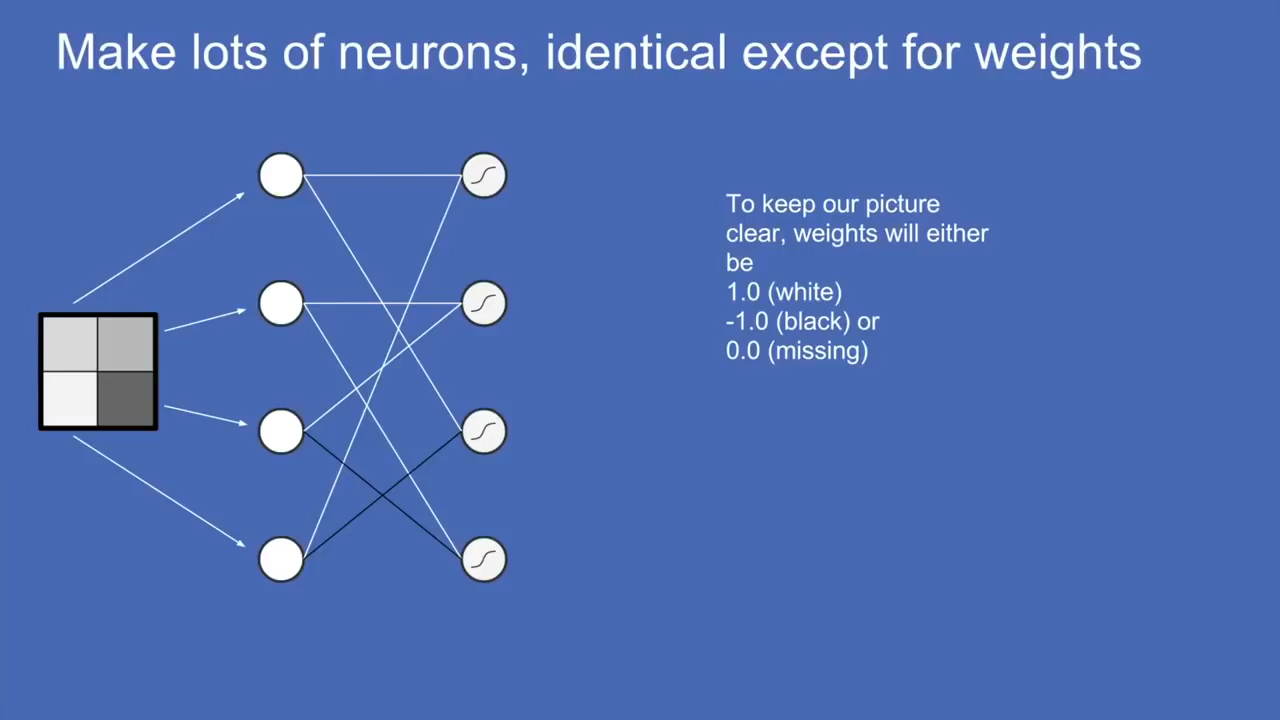 Make lots of neurons, identical except for weights
To keep our picture
clear, weights will either
be
1.0 (white)
-1.0 (black) or
0.0 (missing)